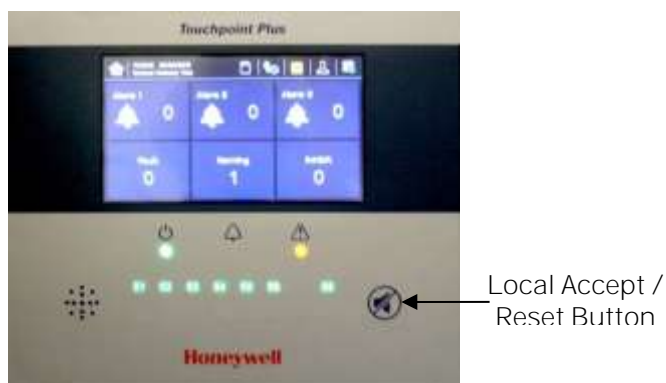 Touchpoint Plus
Alarm 1
0
Alarm 2
0
Alarm 3
0
Fault
0
Warning
1
Inhibit
0
Local Accept /
Reset Button
Honeywell